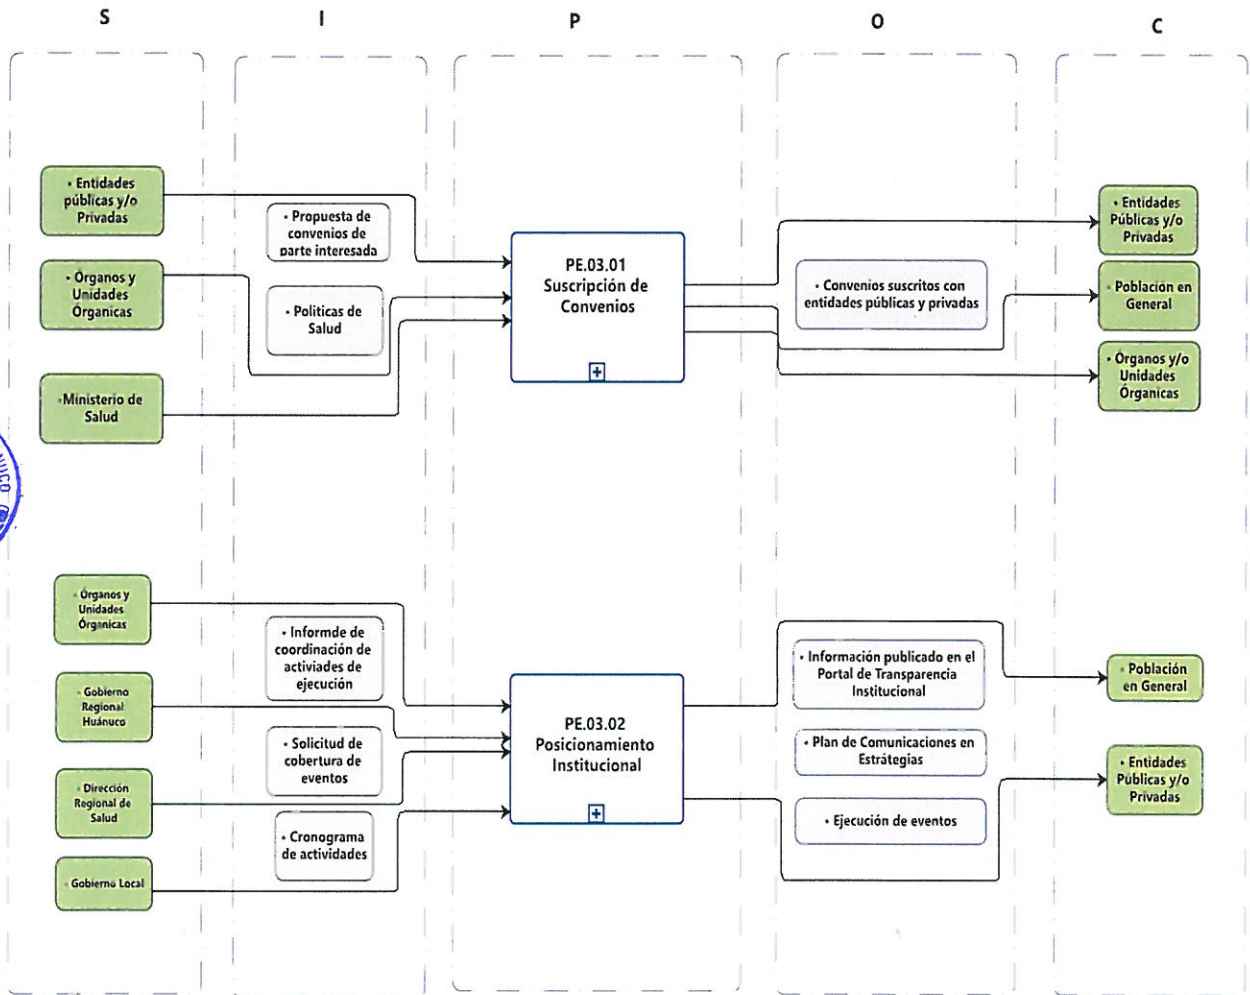 S I P O C
• Entidades
públicas y/o
Privadas
• Órganos y
Unidades
Órganicas
•Ministerio de
Salud
• Propuesta de
convenios de
parte interesada
• Politicas de
Salud
PE.03.01
Suscripción de
Convenios
• Convenios suscritos con
entidades públicas y privadas
• Entidades
Públicas y/o
Privadas
• Población en
General
• Órganos y/o
Unidades
Órganicas
• Órganos y
Unidades
Órganicas
• Gobierno
Regional
Huánuco
• Dirección
Regional de
Salud
• Gobierno Local
• Informde de
coordinación de
activiades de
ejecución
• Solicitud de
cobertura de
eventos
• Cronograma
de actividades
PE.03.02
Posicionamiento
Institucional
• Información publicado en el
Portal de Transparencia
Institucional
• Plan de Comunicaciones en
Estrategías
• Ejecución de eventos
• Población
en General
• Entidades
Públicas y/o
Privadas